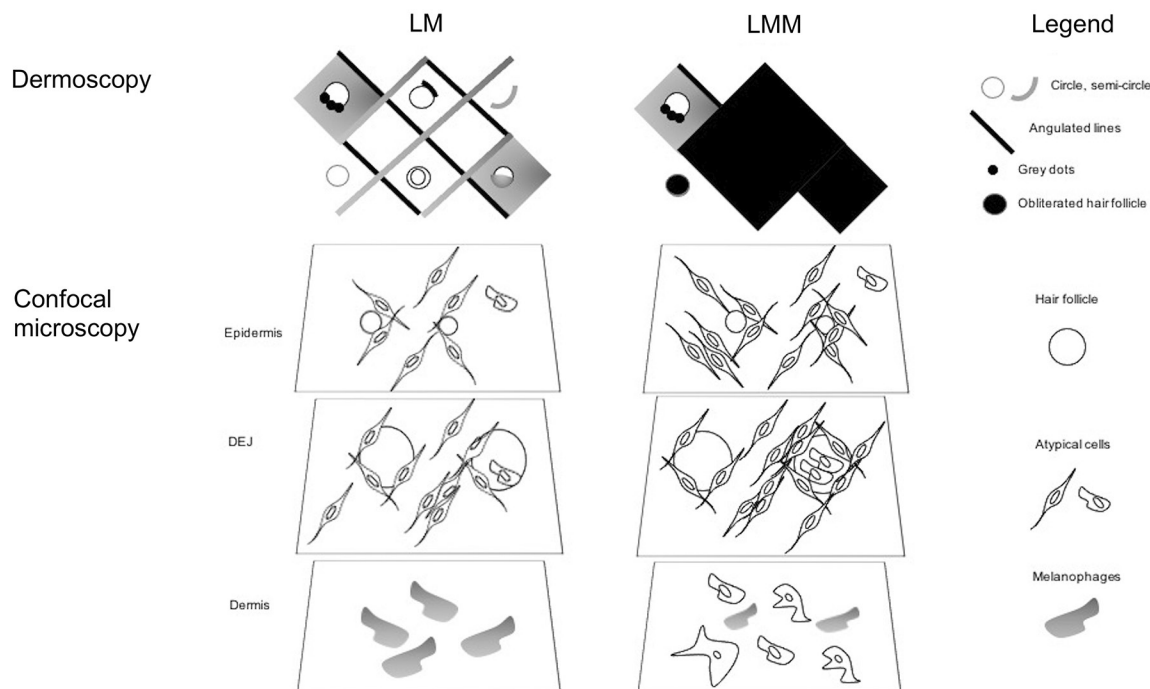 LM
LMM
Legend
Dermoscopy
Circle, semi-circle
Angulated lines
Grey dots
Obliterated hair follicle
Confocal
microscopy
Epidermis
Hair follicle
DEJ
Atypical cells
Dermis
Melanophages